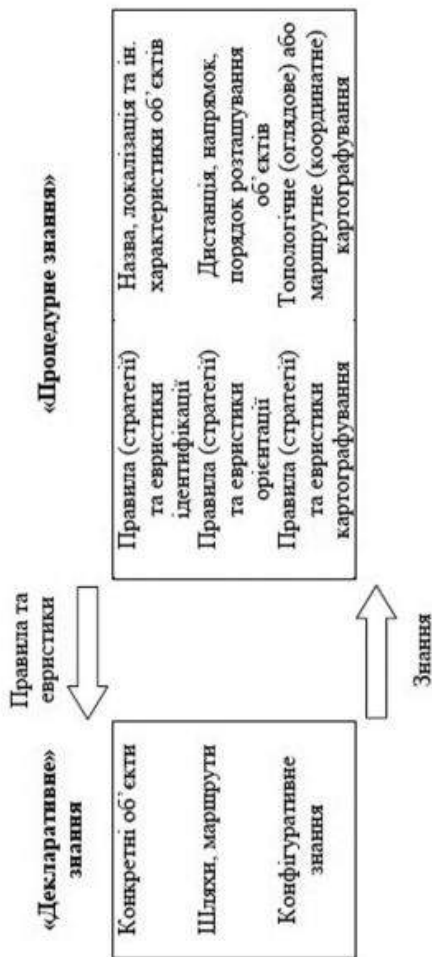 «Декларативне»
знання
Конкретні об’єкти
Шляхи, маршрути
Конфігуративне
знання
Правила та
евристики
Знання
«Процедурне знання»
Правила (стратегії)
та евристики
ідентифікації
Правила (стратегії)
та евристики
орієнтації
Правила (стратегії)
та евристики
картографування
Назва, локалізація та ін.
характеристики об’єктів
Дистанція, напрямок,
порядок розташування
об’єктів
Топологічне (оглядове) або
маршрутне (координатне)
картографування